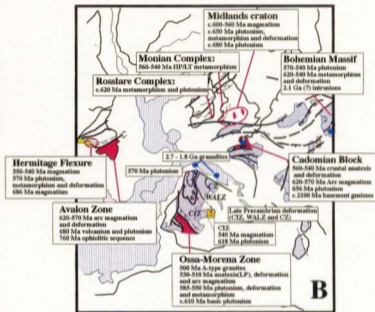 Midlands craton
c.600-560 Ma magmatism
c.650 Ma plutonism,
metamorphism and deformation
c.680 Ma plutonism
Monian Complex:
560-540 Ma HP/LT metamorphism
Bohemian Massif
570-540 Ma plutonism
620-540 Ma metamorphism
and deformation
2.1 Ga (?) intrusions
Rosslare Complex:
c.620 Ma metamorphism and plutonism
Hermitage Flexure
550-540 Ma magmatism
570 Ma plutonism,
metamorphism and deformation
686 Ma magmatism
2.7 - 1.8 Ga granulites
570 Ma plutonism
Cadomian Block
560-540 Ma crustal anatexis
and deformation
620-570 Ma Arc magmatism
656 Ma plutonism
c.2100 Ma basement gneisses
CZ
WALZ
CIZ
Avalon Zone
620-570 Ma arc magmatism
and deformation
680 Ma volcanism and plutonism
760 Ma ophiolitic sequence
Late Precambrian deformation
(CIZ, WALZ and CZ)
CIZ
540 Ma magmatism
618 Ma plutonism
Ossa-Morena Zone
500 Ma A-type granites
530-510 Ma anatexis(LP), deformation
and arc magmatism
585-550 Ma plutonism, deformation
and metamorphism
c.610 Ma basic plutonism
B